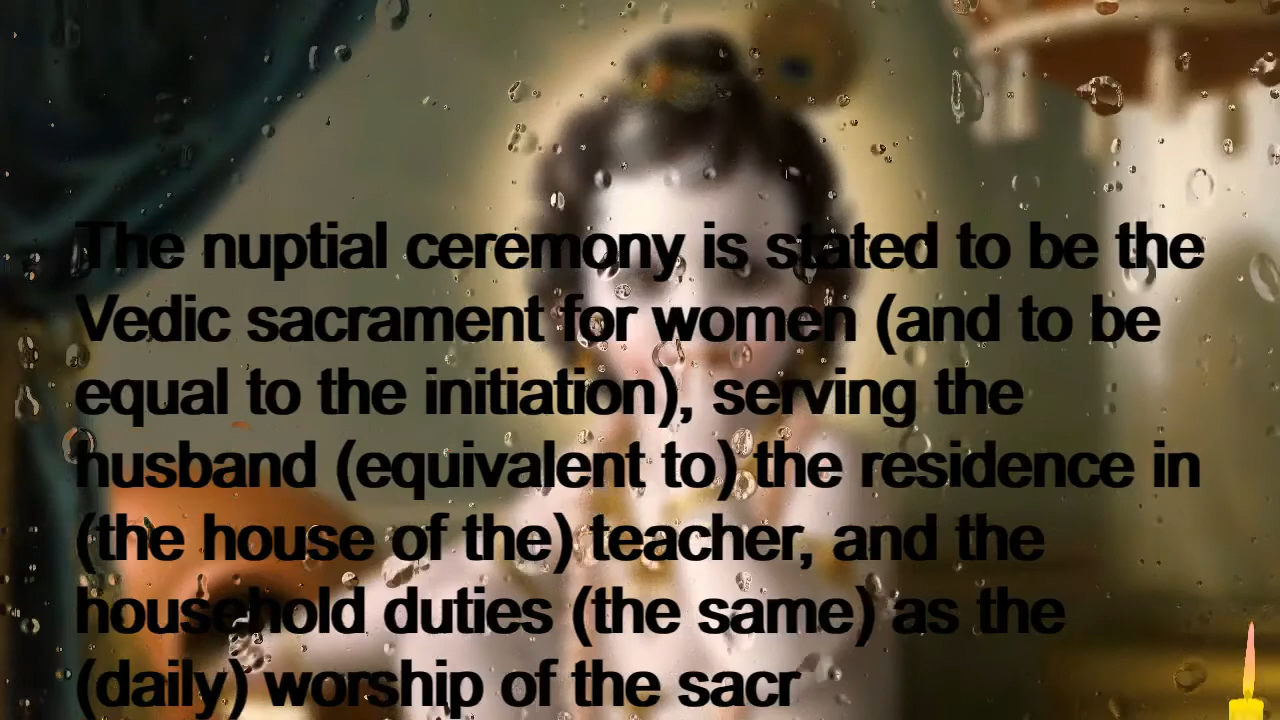 The nuptial ceremony is stated to be the
Vedic sacrament for women (and to be
equal to the initiation), serving the
husband (equivalent to) the residence in
(the house of the) teacher, and the
household duties (the same) as the
(daily) worship of the sacr